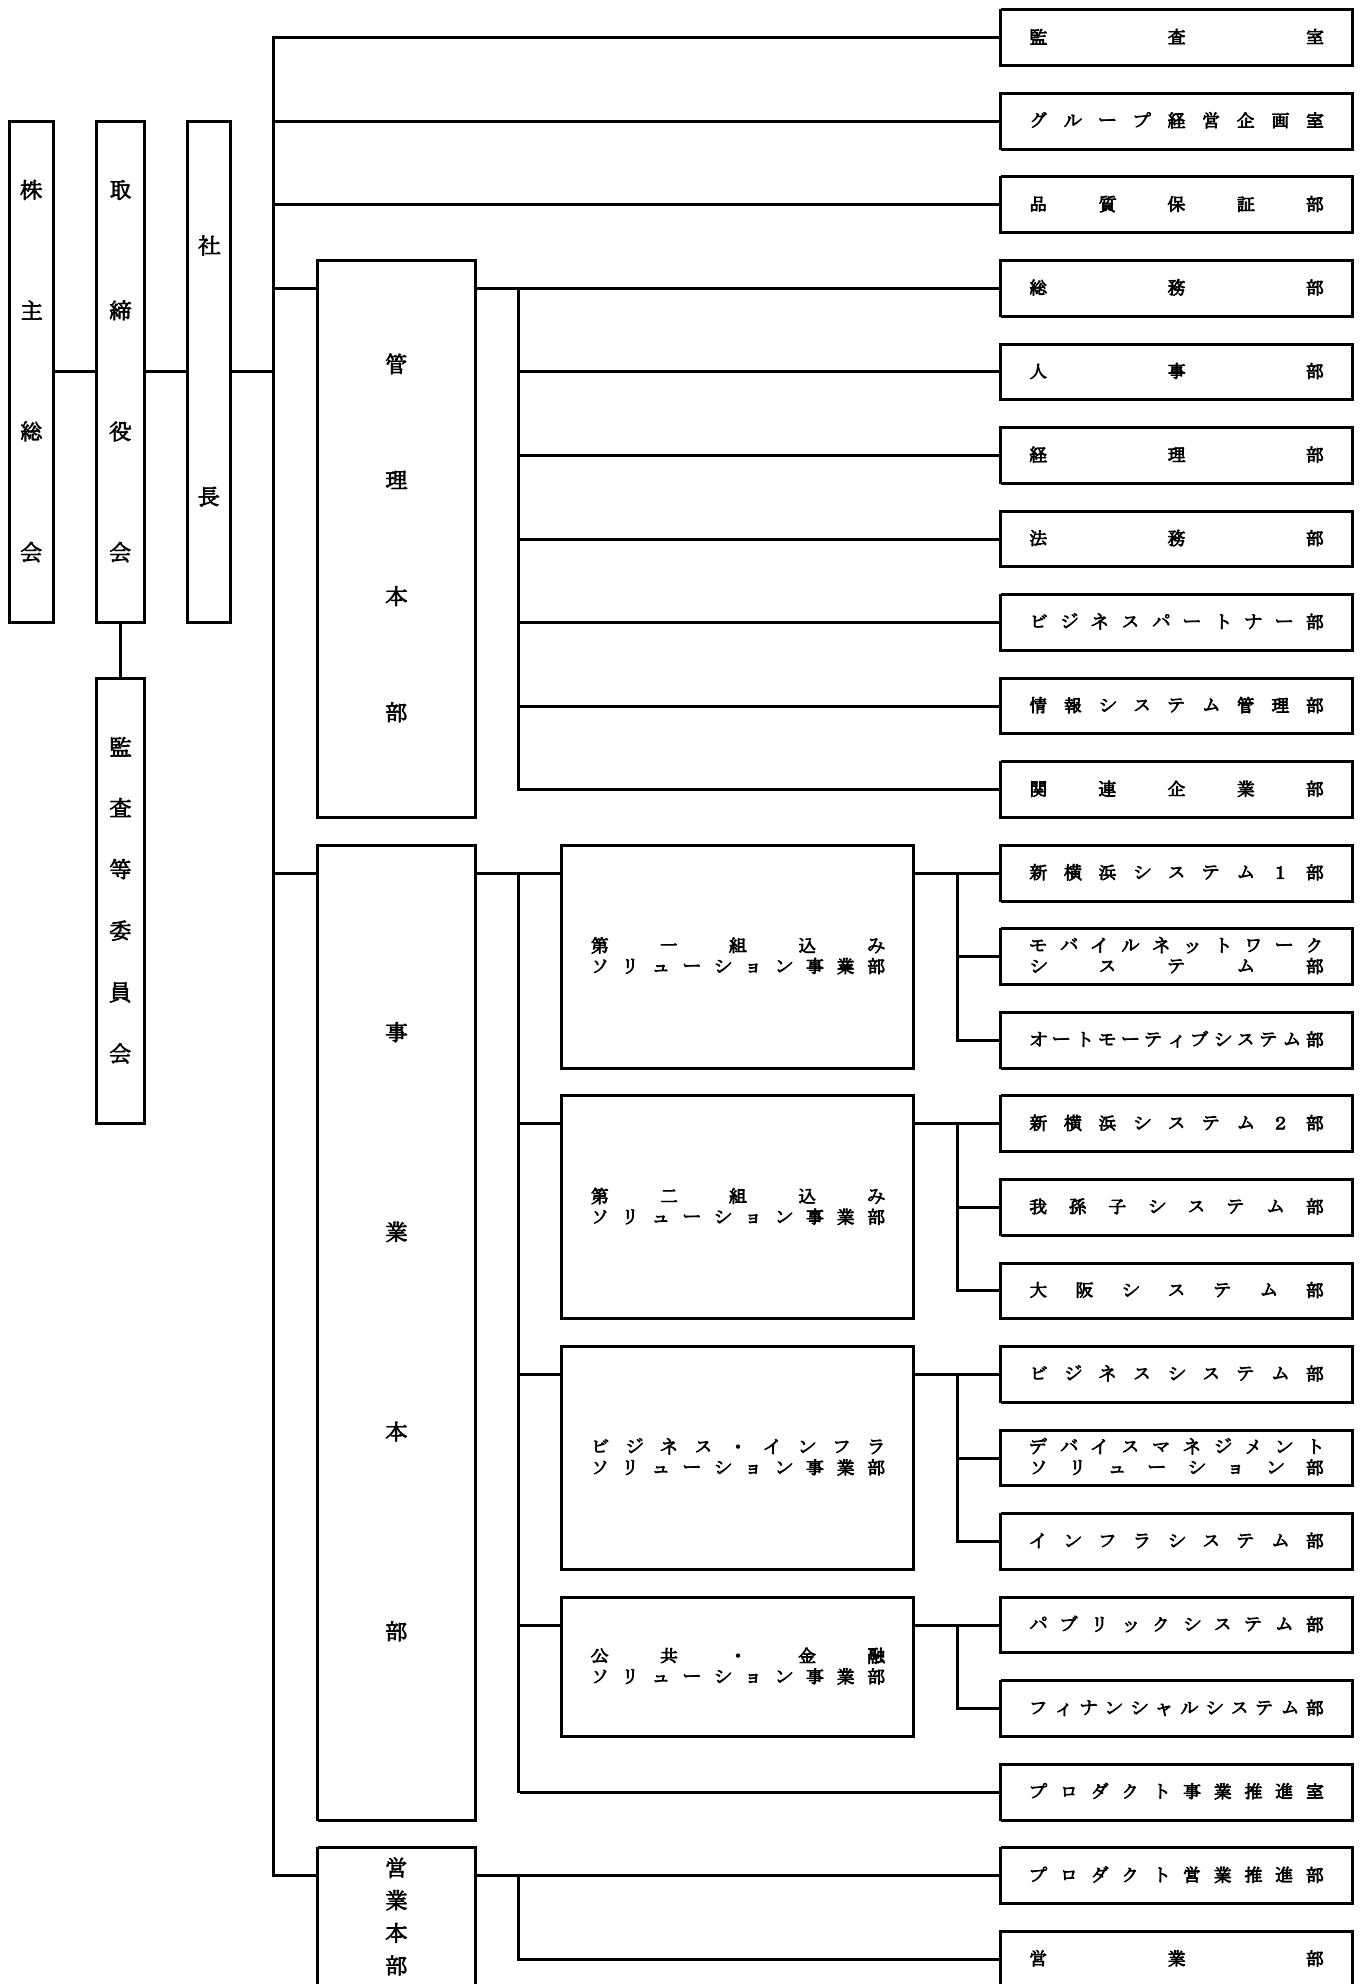 株主総会
取締役会
監査等委員会
社長
監査室
グループ経営企画室
品質保証部
管理本部
総務部
人事部
経理部
法務部
ビジネスパートナー部
情報システム管理部
関連企業部
事業本部
第一組込み
ソリューション事業部
新横浜システム1部
モバイルネットワーク
システム部
オートモーティブシステム部
第二組込み
ソリューション事業部
新横浜システム2部
我孫子システム部
大阪システム部
ビジネス・インフラ
ソリューション事業部
ビジネスシステム部
デバイスマネジメント
ソリューション部
インフラシステム部
公共・金融
ソリューション事業部
パブリックシステム部
フィナンシャルシステム部
プロダクト事業推進室
営業本部
プロダクト営業推進部
営業部